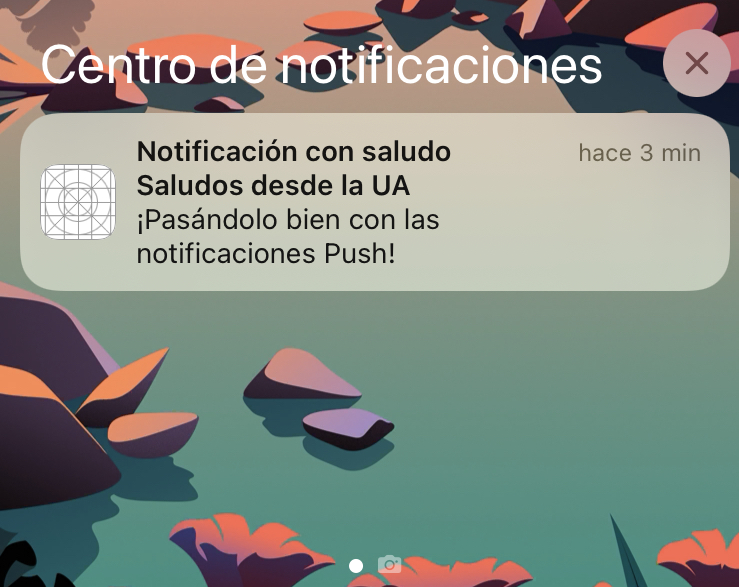 Centro de notificaciones
Notificación con saludo
hace 3 min
Saludos desde la UA
¡Pasándolo bien con las
notificaciones Push!